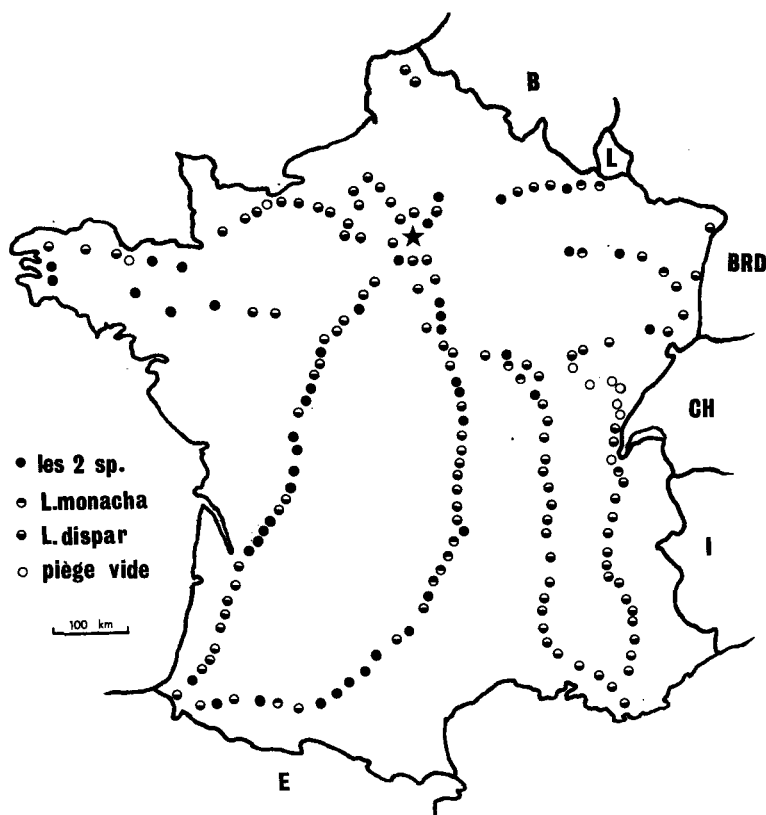 B
L
BRD
CH
I
E
les 2 sp.
L.monacha
L.dispar
piège vide
100 km